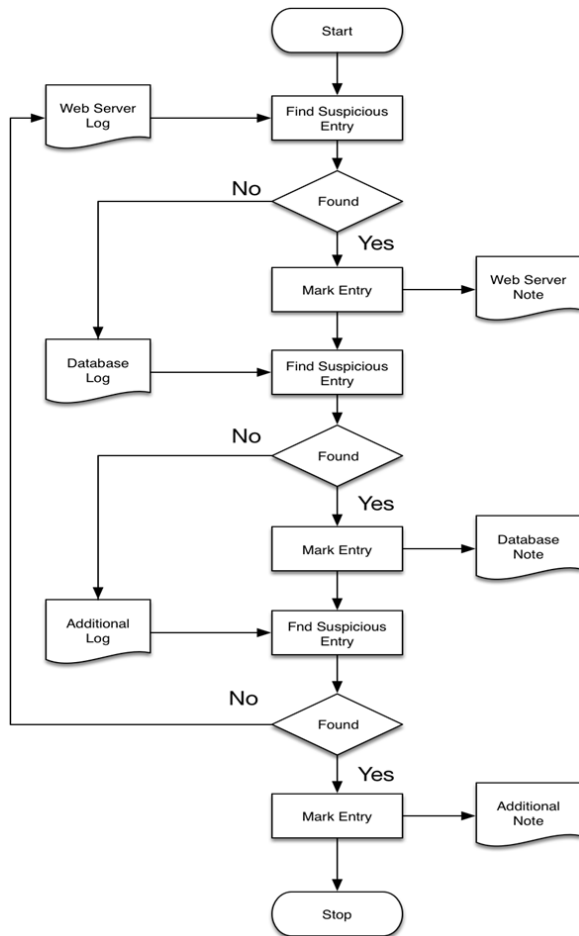 Start
Web Server
Log
Find Suspicious
Entry
No
Found
Yes
Mark Entry
Web Server
Note
Database
Log
Find Suspicious
Entry
No
Found
Yes
Mark Entry
Database
Note
Additional
Log
Fnd Suspicious
Entry
No
Found
Yes
Mark Entry
Additional
Note
Stop